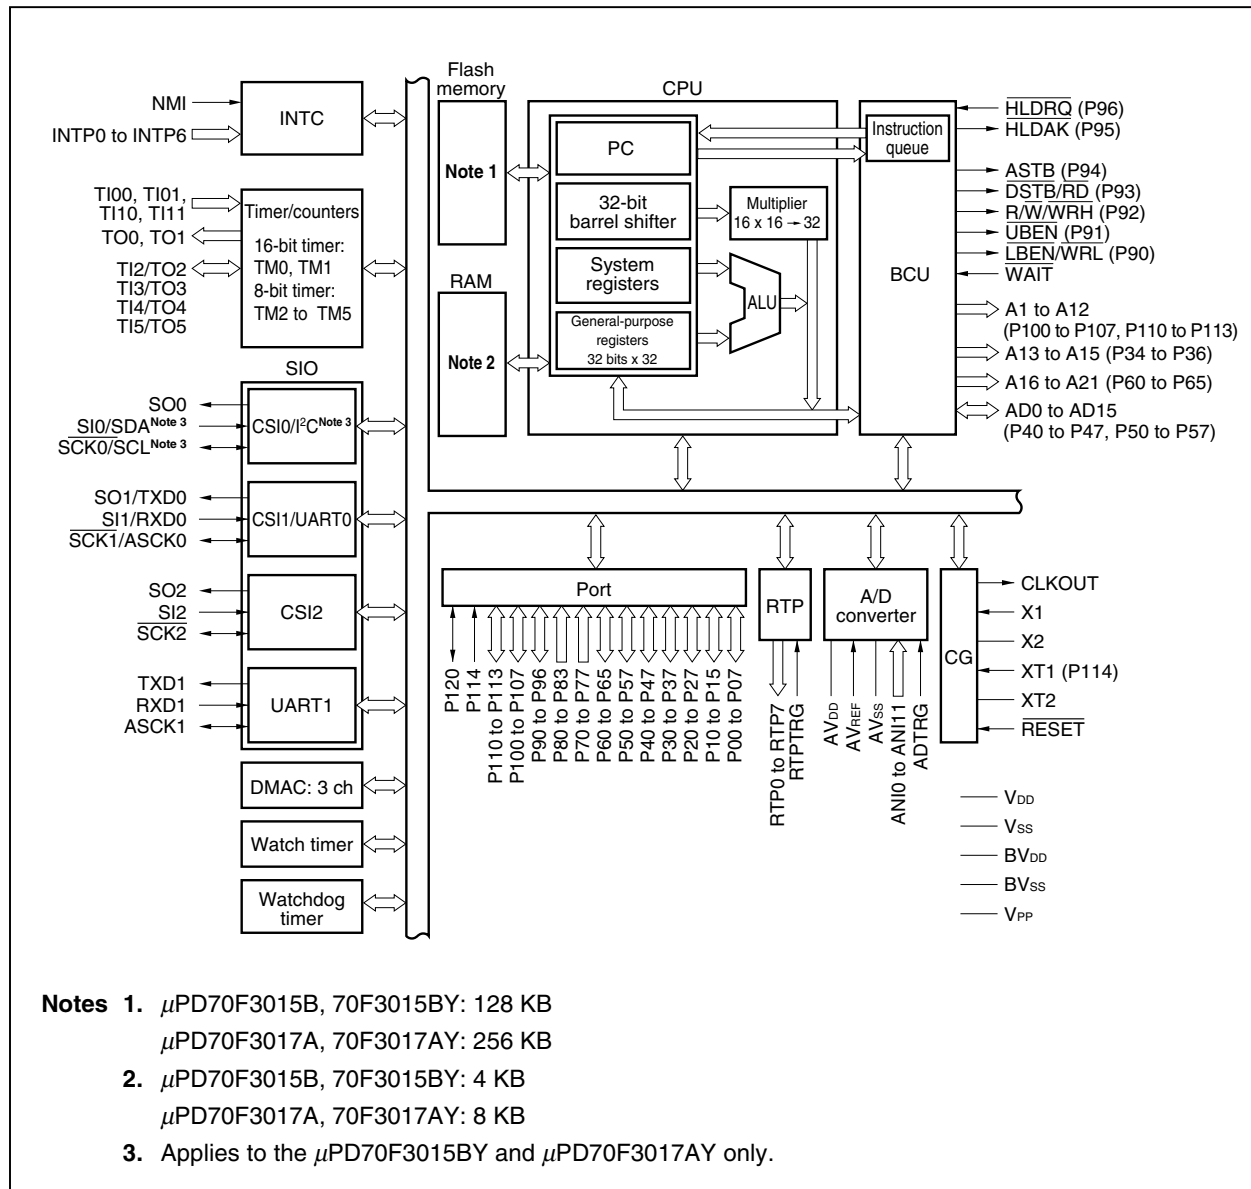 Flash
memory
CPU
NMI
INTP0 to INTP6
INTC
Note 1
PC
Instruction
queue
HLDRQ (P96)
HLDAK (P95)
TI00, TI01,
TI10, TI11
TO0, TO1
TI2/TO2
TI3/TO3
TI4/TO4
TI5/TO5
Timer/counters
16-bit timer:
TM0, TM1
8-bit timer:
TM2 to TM5
32-bit
barrel shifter
Multiplier
16 x 16 → 32
System
registers
ALU
General-purpose
registers
32 bits x 32
RAM
Note 2
BCU
ASTB (P94)
DSTB/RD (P93)
R/W/WRH (P92)
UBEN (P91)
LBEN/WRL (P90)
WAIT
A1 to A12
(P100 to P107, P110 to P113)
A13 to A15 (P34 to P36)
A16 to A21 (P60 to P65)
AD0 to AD15
(P40 to P47, P50 to P57)
SIO
SO0
SI0/SDA Note 3
SCK0/SCL Note 3
CSI0/I²C Note 3
SO1/TXD0
SI1/RXD0
SCK1/ASCK0
CSI1/UART0
SO2
SI2
SCK2
CSI2
TXD1
RXD1
ASCK1
UART1
DMAC: 3 ch
Watch timer
Watchdog
timer
Port
P120
P114
P110 to P113
P100 to P107
P90 to P96
P80 to P83
P70 to P77
P60 to P65
P50 to P57
P40 to P47
P30 to P37
P20 to P27
P10 to P15
P00 to P07
RTP
RTP0 to RTP7
RTPTRG
A/D
converter
AVDD
AVREF
AVSS
ANI0 to ANI11
ADTRG
CG
CLKOUT
X1
X2
XT1 (P114)
XT2
RESET
VDD
VSS
BVDD
BVSS
VPP
Notes 1. μPD70F3015B, 70F3015BY: 128 KB
μPD70F3017A, 70F3017AY: 256 KB
2. μPD70F3015B, 70F3015BY: 4 KB
μPD70F3017A, 70F3017AY: 8 KB
3. Applies to the μPD70F3015BY and μPD70F3017AY only.